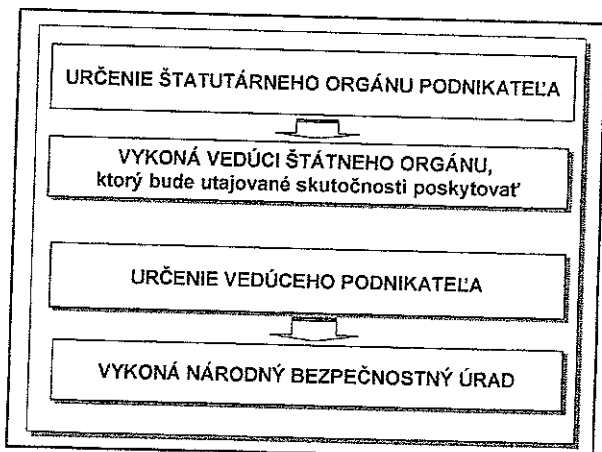 URČENIE ŠTATUTÁRNEHO ORGÁNU PODNIKATEĽA
VYKONÁ VEDÚCI ŠTÁTNEHO ORGÁNU,
ktorý bude utajované skutočnosti poskytovať
URČENIE VEDÚCEHO PODNIKATEĽA
VYKONÁ NÁRODNÝ BEZPEČNOSTNÝ ÚRAD